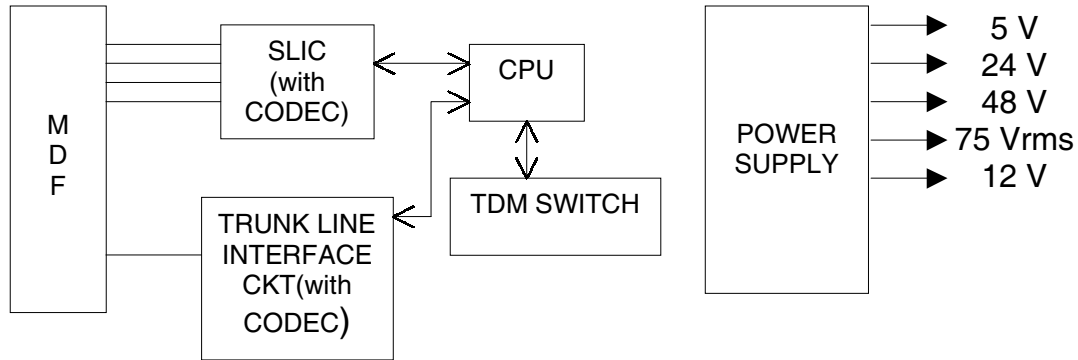 M
D
F
SLIC
(with
CODEC)
CPU
TDM SWITCH
TRUNK LINE
INTERFACE
CKT(with
CODEC)
POWER
SUPPLY
5 V
24 V
48 V
75 Vrms
12 V